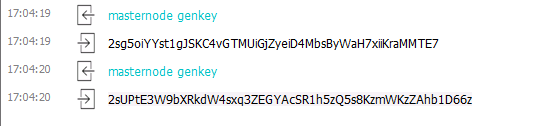 17:04:19 masternode genkey
17:04:19 2sg5oiYYst1gJSKC4vGTMUiGjZyeiD4MbsByWaH7xiiKraMMTE7
17:04:20 masternode genkey
17:04:20 2sUPtE3W9bXRkdW4sxq3ZEGYAcSR1h5zQ5s8KzmWKzZAhb1D66z